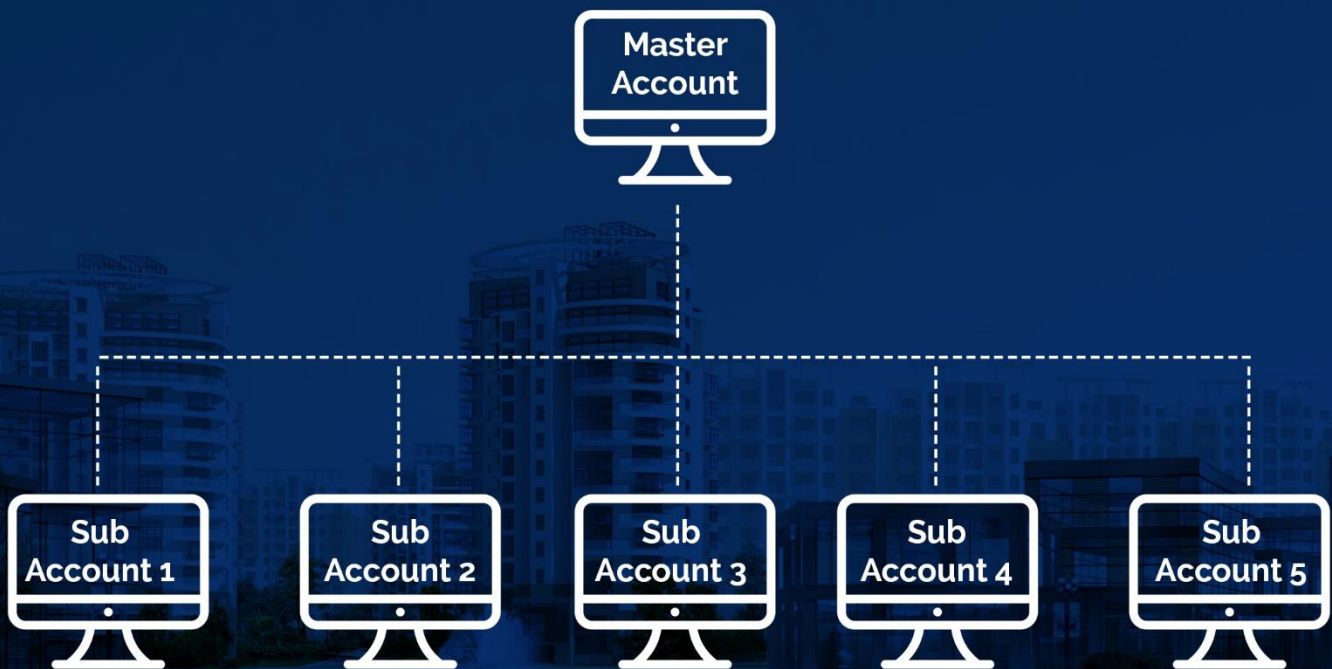 Master
Account
Sub
Account 1
Sub
Account 2
Sub
Account 3
Sub
Account 4
Sub
Account 5